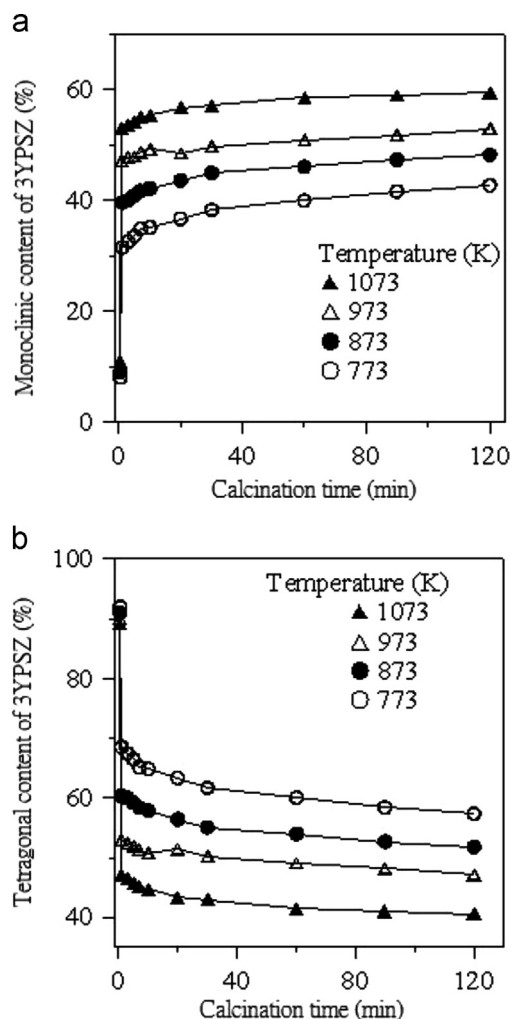 a
Monoclinic content of 3YPSZ (%)
60
40
20
0
Temperature (K)
1073
973
873
773
0 40 80 120
Calcination time (min)
b
Tetragonal content of 3YPSZ (%)
100
80
60
40
Temperature (K)
1073
973
873
773
0 40 80 120
Calcination time (min)